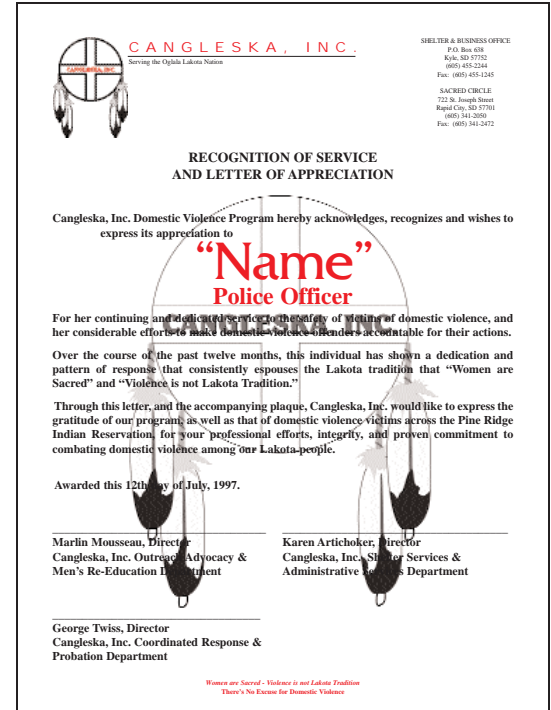 CANGLESKA, INC.
CANGLESKA, INC.
Serving the Oglala Lakota Nation
SHELTER & BUSINESS OFFICE
P.O. Box 638
Kyle, SD 57752
(605) 455-2244
Fax: (605) 455-1245
SACRED CIRCLE
722 St. Joseph Street
Rapid City, SD 57701
(605) 341-2050
Fax: (605) 341-2472
RECOGNITION OF SERVICE
AND LETTER OF APPRECIATION
Cangleska, Inc. Domestic Violence Program hereby acknowledges, recognizes and wishes to
express its appreciation to
“Name”
Police Officer
For her continuing and dedicated service to the safety of victims of domestic violence, and
CANGLESKA, INC.
her considerable efforts to make domestic violence offenders accountable for their actions.
Over the course of the past twelve months, this individual has shown a dedication and
pattern of response that consistently espouses the Lakota tradition that “Women are
Sacred” and “Violence is not Lakota Tradition.”
Through this letter, and the accompanying plaque, Cangleska, Inc. would like to express the
gratitude of our program, as well as that of domestic violence victims across the Pine Ridge
Indian Reservation, for your professional efforts, integrity, and proven commitment to
combating domestic violence among our Lakota people.
Awarded this 12th day of July, 1997.
Marlin Mousseau, Director
Cangleska, Inc. Outreach Advocacy &
Men’s Re-Education Department
Karen Artichoker, Director
Cangleska, Inc., Shelter Services &
Administrative Services Department
George Twiss, Director
Cangleska, Inc. Coordinated Response &
Probation Department
Women are Sacred - Violence is not Lakota Tradition
There’s No Excuse for Domestic Violence